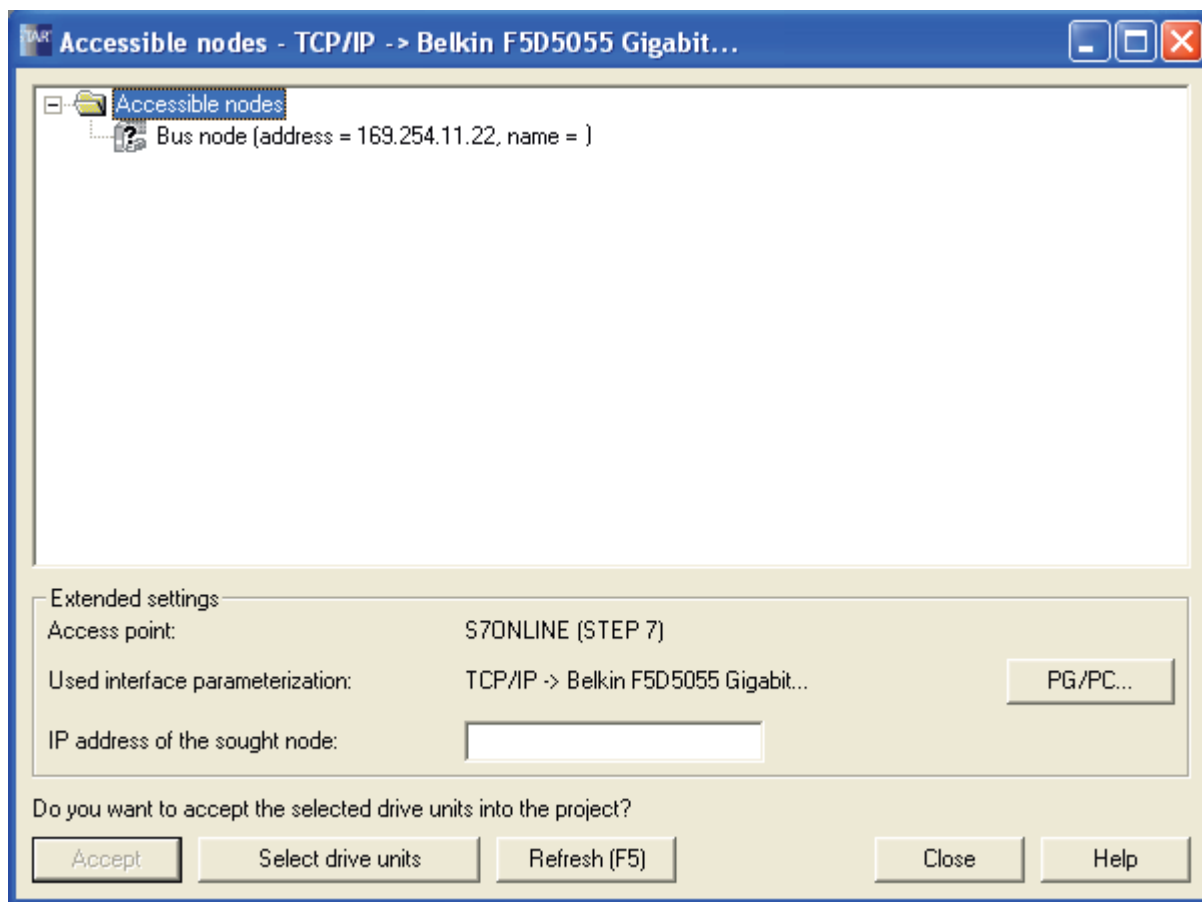 TAR
Accessible nodes - TCP/IP -> Belkin F5D5055 Gigabit...
Accessible nodes
Bus node (address = 169.254.11.22, name = )
Extended settings
Access point: S7ONLINE (STEP 7)
Used interface parameterization: TCP/IP -> Belkin F5D5055 Gigabit... PG/PC...
IP address of the sought node:
Do you want to accept the selected drive units into the project?
Accept Select drive units Refresh (F5) Close Help